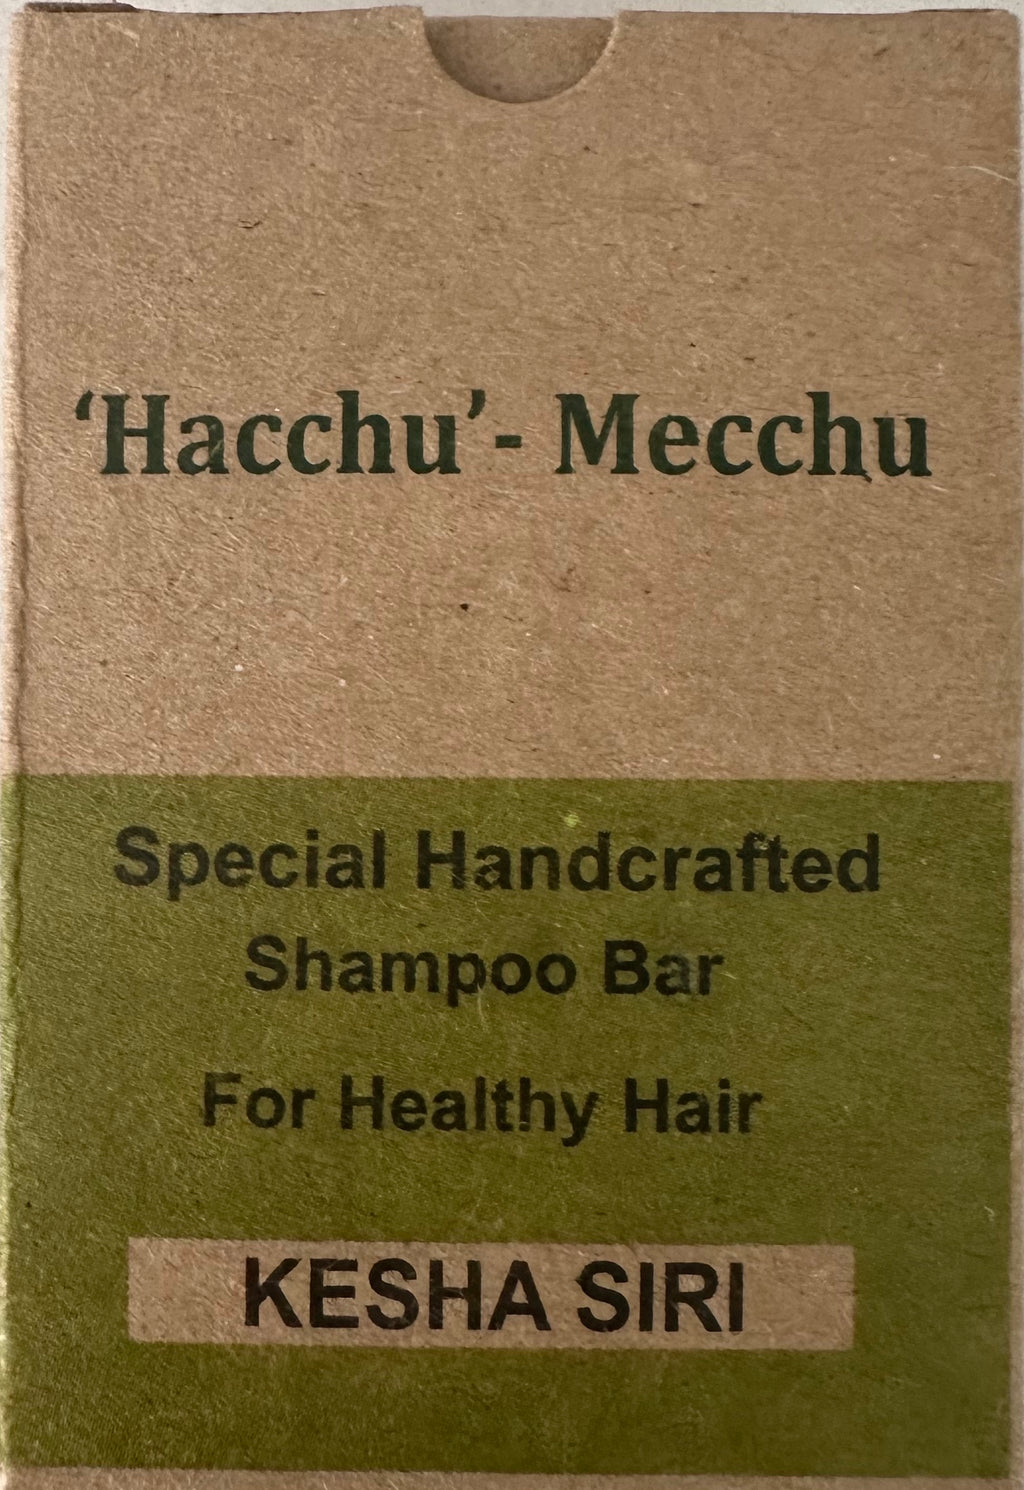 ‘Hacchu’- Mecchu
Special Handcrafted
Shampoo Bar
For Healthy Hair
KESHA SIRI